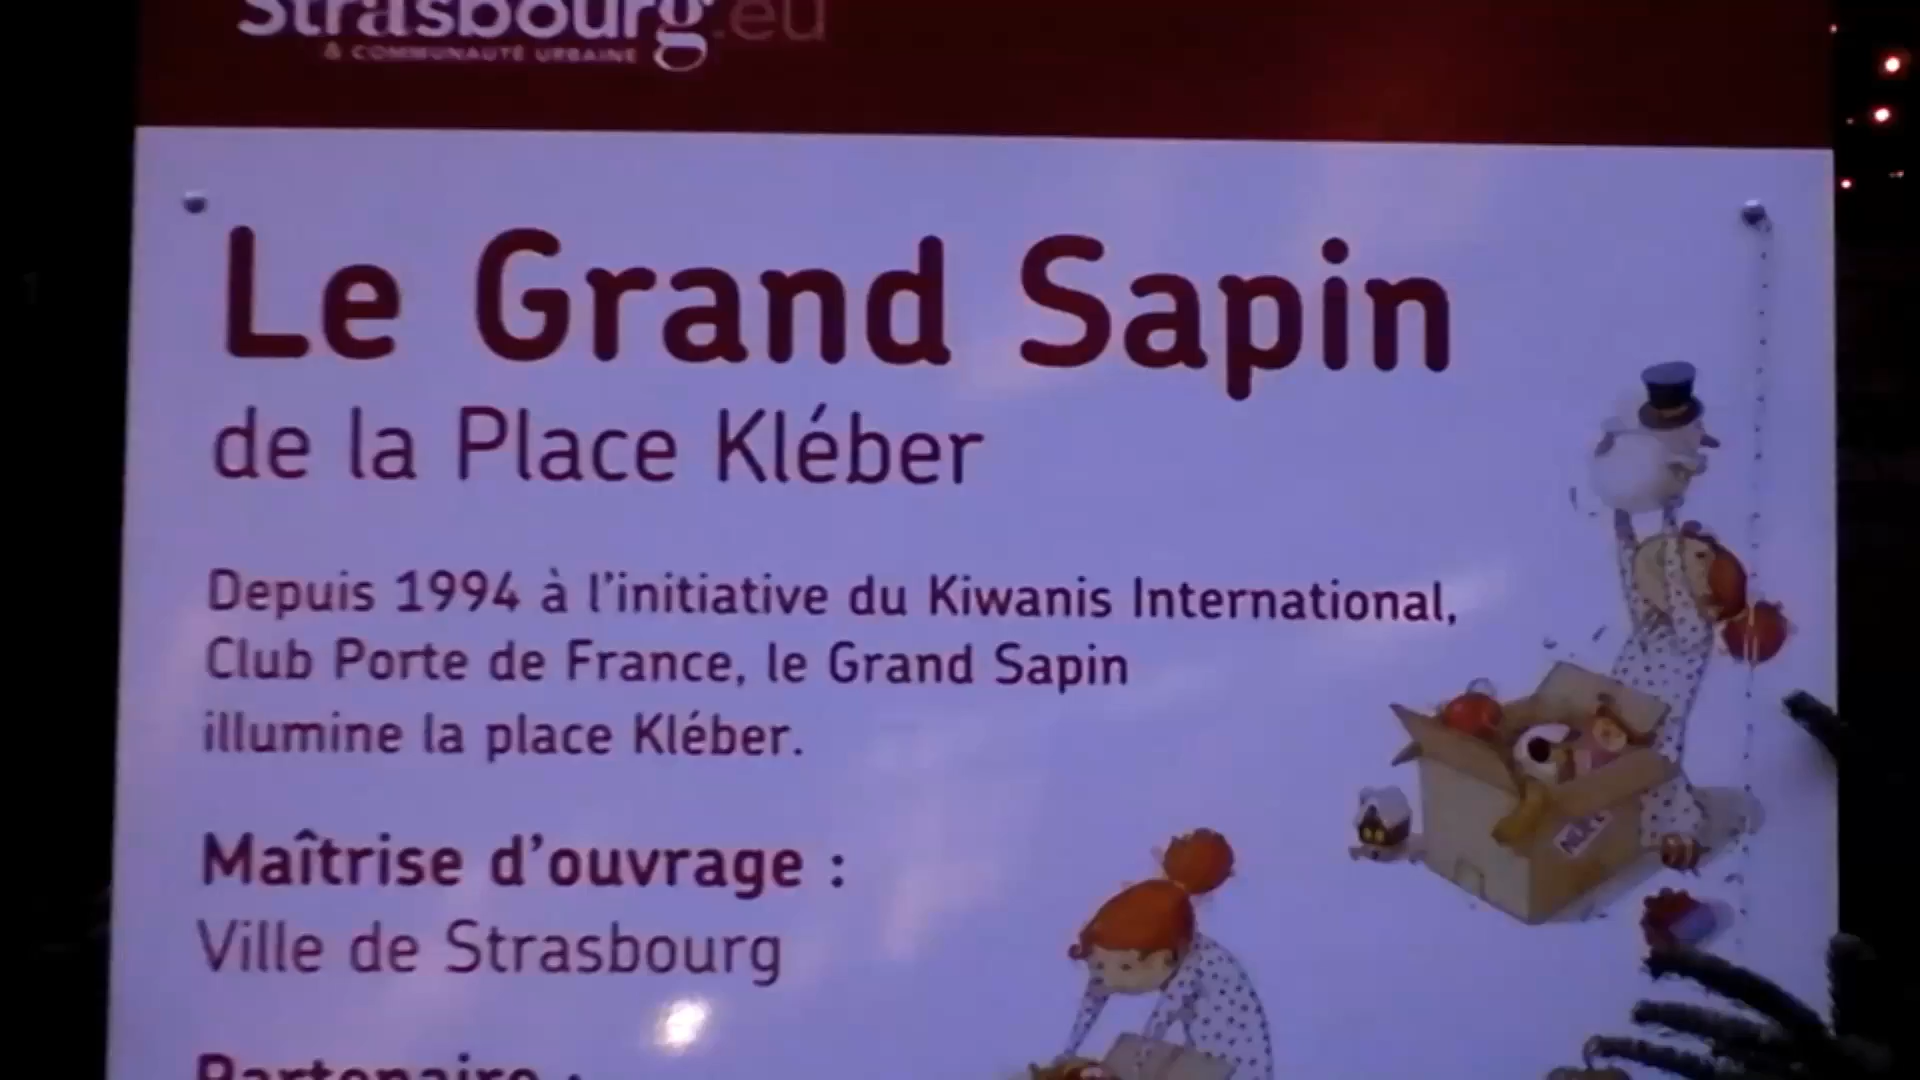 Strasbourg.eu
& COMMUNAUTÉ URBAINE
Le Grand Sapin
de la Place Kléber
Depuis 1994 à l'initiative du Kiwanis International,
Club Porte de France, le Grand Sapin
illumine la place Kléber.
NOËL
Maîtrise d'ouvrage :
Ville de Strasbourg
Partenaire :